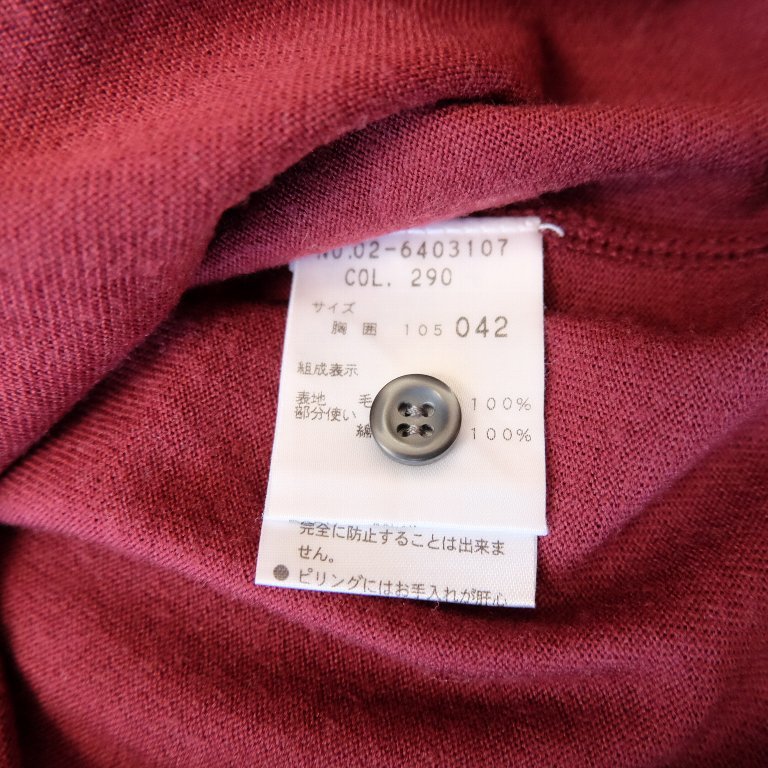 NO.02-6403107
COL. 290
サイズ
胸 囲 105 042
組成表示
表地 毛 100%
部分使い
綿 100%
完全に防止することは出来ま
せん。
●ピリングにはお手入れが肝心